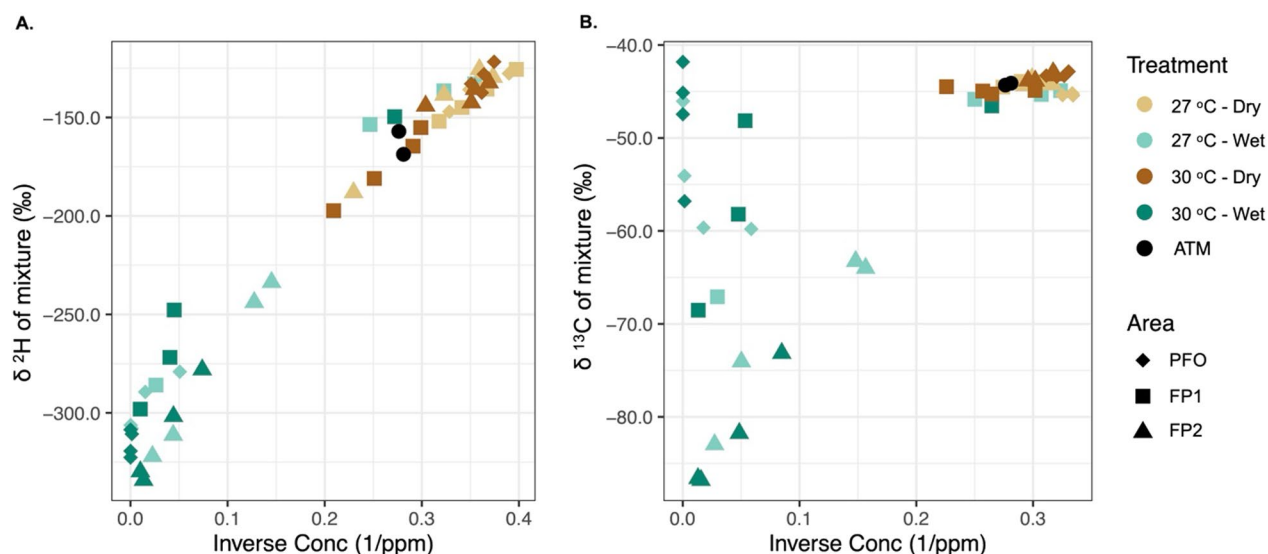 A.
B.
δ ²H of mixture (‰)
−150.0
−200.0
−250.0
−300.0
0.0 0.1 0.2 0.3 0.4
Inverse Conc (1/ppm)
δ ¹³C of mixture (‰)
−40.0
−50.0
−60.0
−70.0
−80.0
0.0 0.1 0.2 0.3
Inverse Conc (1/ppm)
Treatment
27 ºC - Dry
27 ºC - Wet
30 ºC - Dry
30 ºC - Wet
ATM
Area
PFO
FP1
FP2